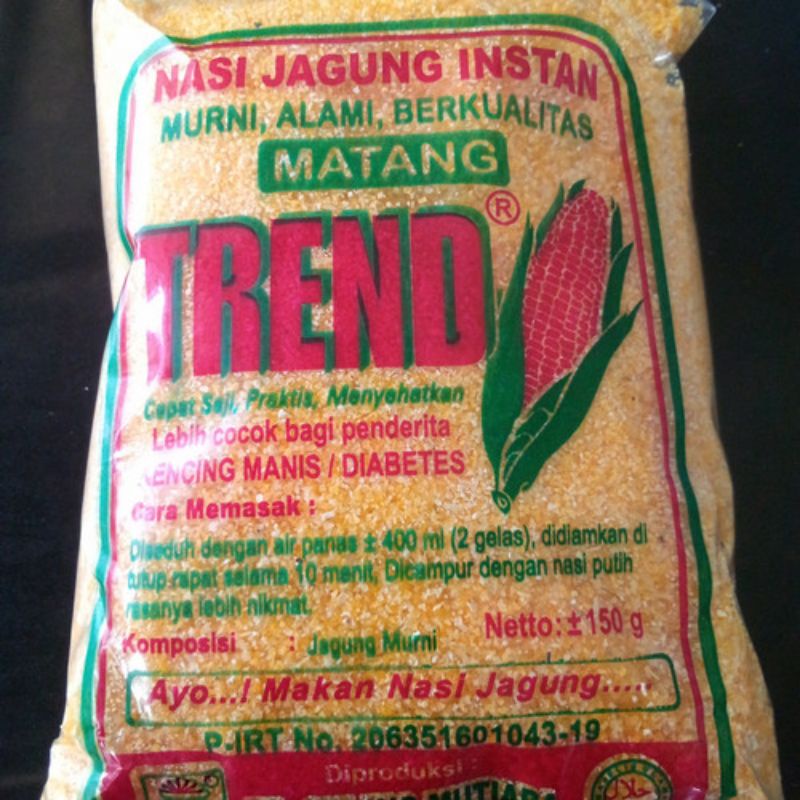 NASI JAGUNG INSTAN
MURNI, ALAMI, BERKUALITAS
MATANG
TREND ®
Cepat Saji, Praktis, Menyehatkan
Lebih cocok bagi penderita
KENCING MANIS / DIABETES
Cara Memasak :
Diseduh dengan air panas ± 400 ml (2 gelas), didiamkan di
tutup rapat selama 10 menit, Dicampur dengan nasi putih
rasanya lebih nikmat.
Netto: ± 150 g
Komposisi : Jagung Murni
Ayo...! Makan Nasi Jagung.....
P-IRT No. 206351601043-19
Diproduksi :
MUTIARA